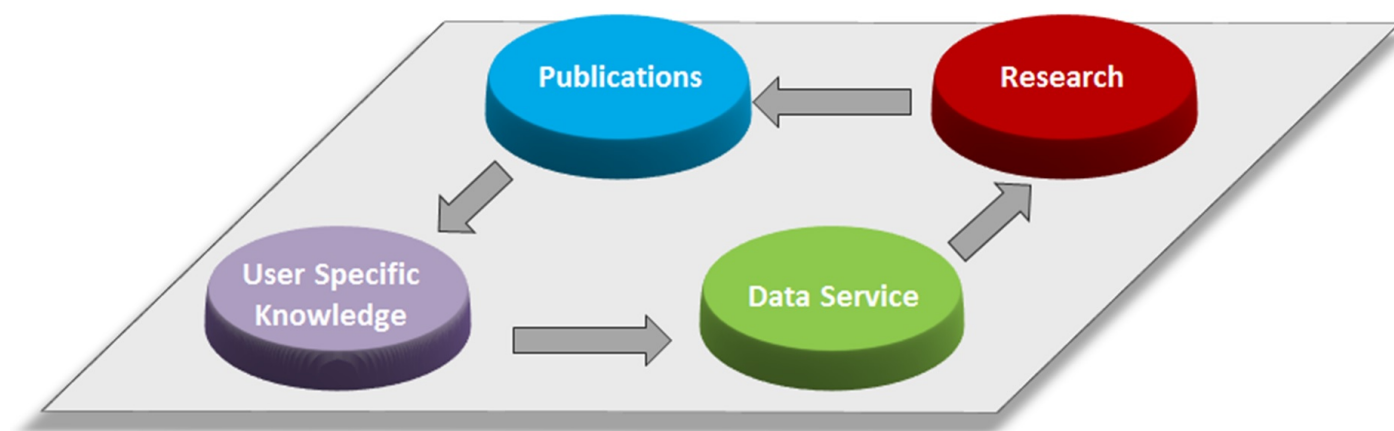 Publications
Research
User Specific
Knowledge
Data Service